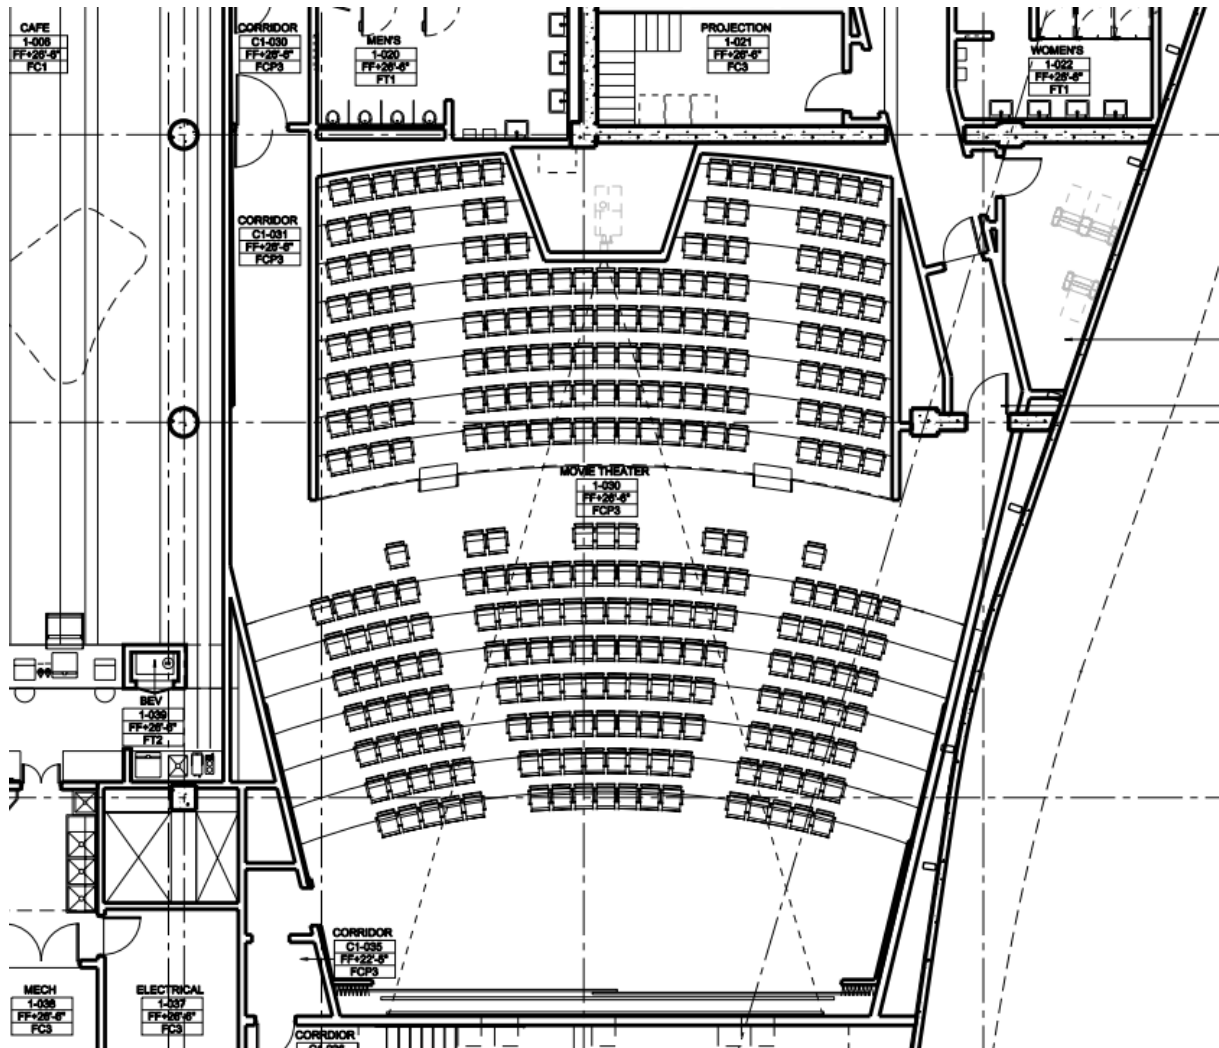 CAFE
1-006
FF+26'-6"
FC1
CORRIDOR
C1-030
FF+26'-6"
FCP3
MEN'S
1-020
FF+26'-6"
FT1
PROJECTION
1-021
FF+26'-6"
FC3
WOMEN'S
1-022
FF+26'-6"
FT1
CORRIDOR
C1-031
FF+26'-6"
FCP3
MOVIE THEATER
1-030
FF+26'-6"
FCP3
BEV
1-039
FF+26'-6"
FT2
CORRIDOR
C1-035
FF+22'-5"
FCP3
MECH
1-038
FF+26'-6"
FC3
ELECTRICAL
1-037
FF+26'-6"
FC3
CORRDIOR